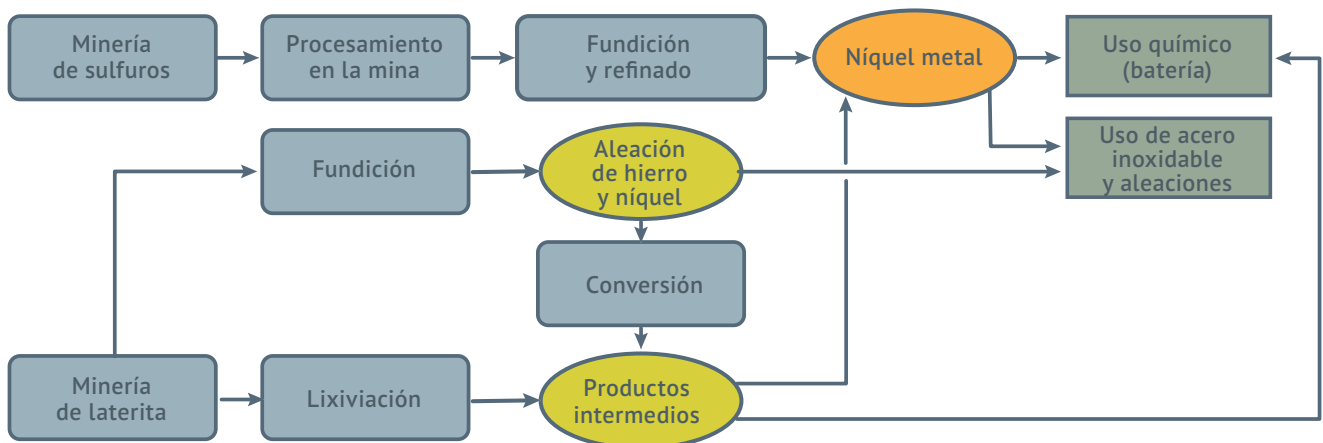 Minería
de sulfuros
Procesamiento
en la mina
Fundición
y refinado
Níquel metal
Uso químico
(batería)
Fundición
Aleación
de hierro
y níquel
Uso de acero
inoxidable
y aleaciones
Conversión
Minería
de laterita
Lixiviación
Productos
intermedios